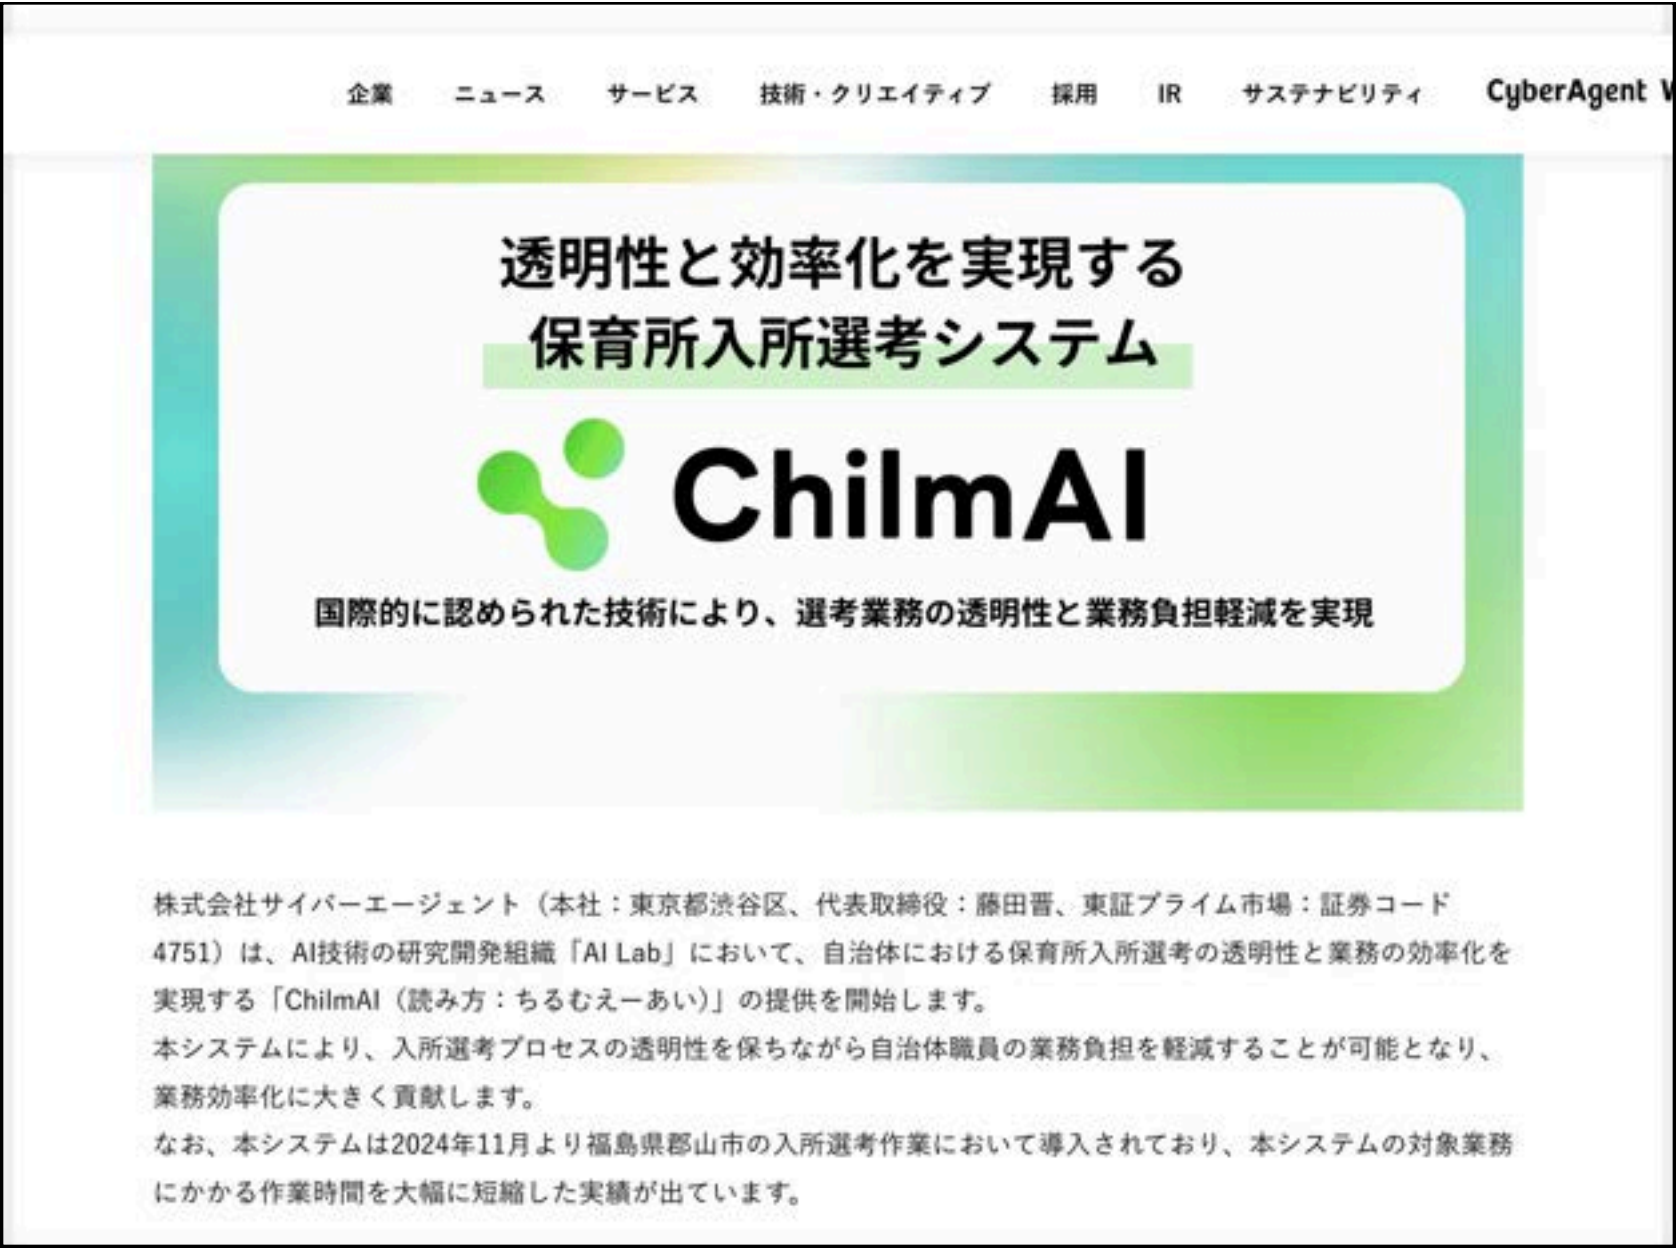 企業 ニュース サービス 技術・クリエイティブ 採用 IR サステナビリティ CyberAgent
透明性と効率化を実現する
保育所入所選考システム
ChilmAI
国際的に認められた技術により、選考業務の透明性と業務負担軽減を実現
株式会社サイバーエージェント（本社：東京都渋谷区、代表取締役：藤田晋、東証プライム市場：証券コード
4751）は、AI技術の研究開発組織「AI Lab」において、自治体における保育所入所選考の透明性と業務の効率化を
実現する「ChilmAI（読み方：ちるむえーあい）」の提供を開始します。
本システムにより、入所選考プロセスの透明性を保ちながら自治体職員の業務負担を軽減することが可能となり、
業務効率化に大きく貢献します。
なお、本システムは2024年11月より福島県郡山市の入所選考作業において導入されており、本システムの対象業務
にかかる作業時間を大幅に短縮した実績が出ています。